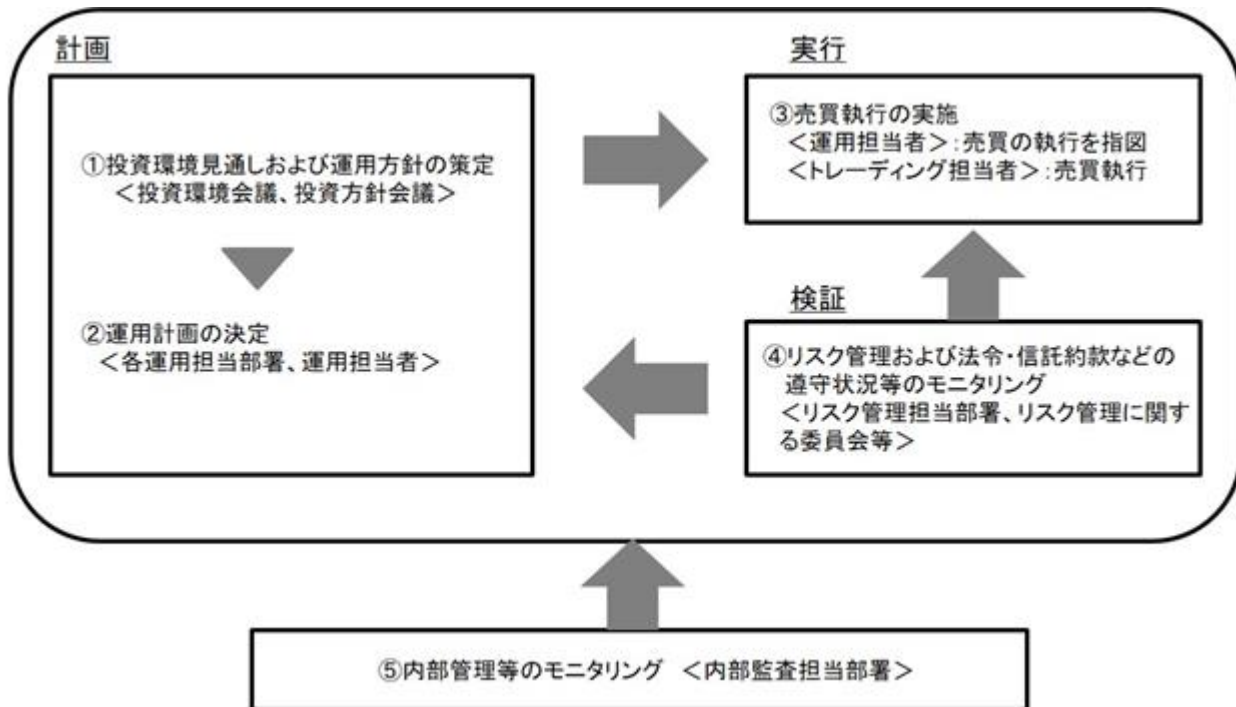 計画
①投資環境見通しおよび運用方針の策定
＜投資環境会議、投資方針会議＞
②運用計画の決定
＜各運用担当部署、運用担当者＞
実行
③売買執行の実施
＜運用担当者＞：売買の執行を指図
＜トレーディング担当者＞：売買執行
検証
④リスク管理および法令・信託約款などの
遵守状況等のモニタリング
＜リスク管理担当部署、リスク管理に関す
る委員会等＞
⑤内部管理等のモニタリング ＜内部監査担当部署＞